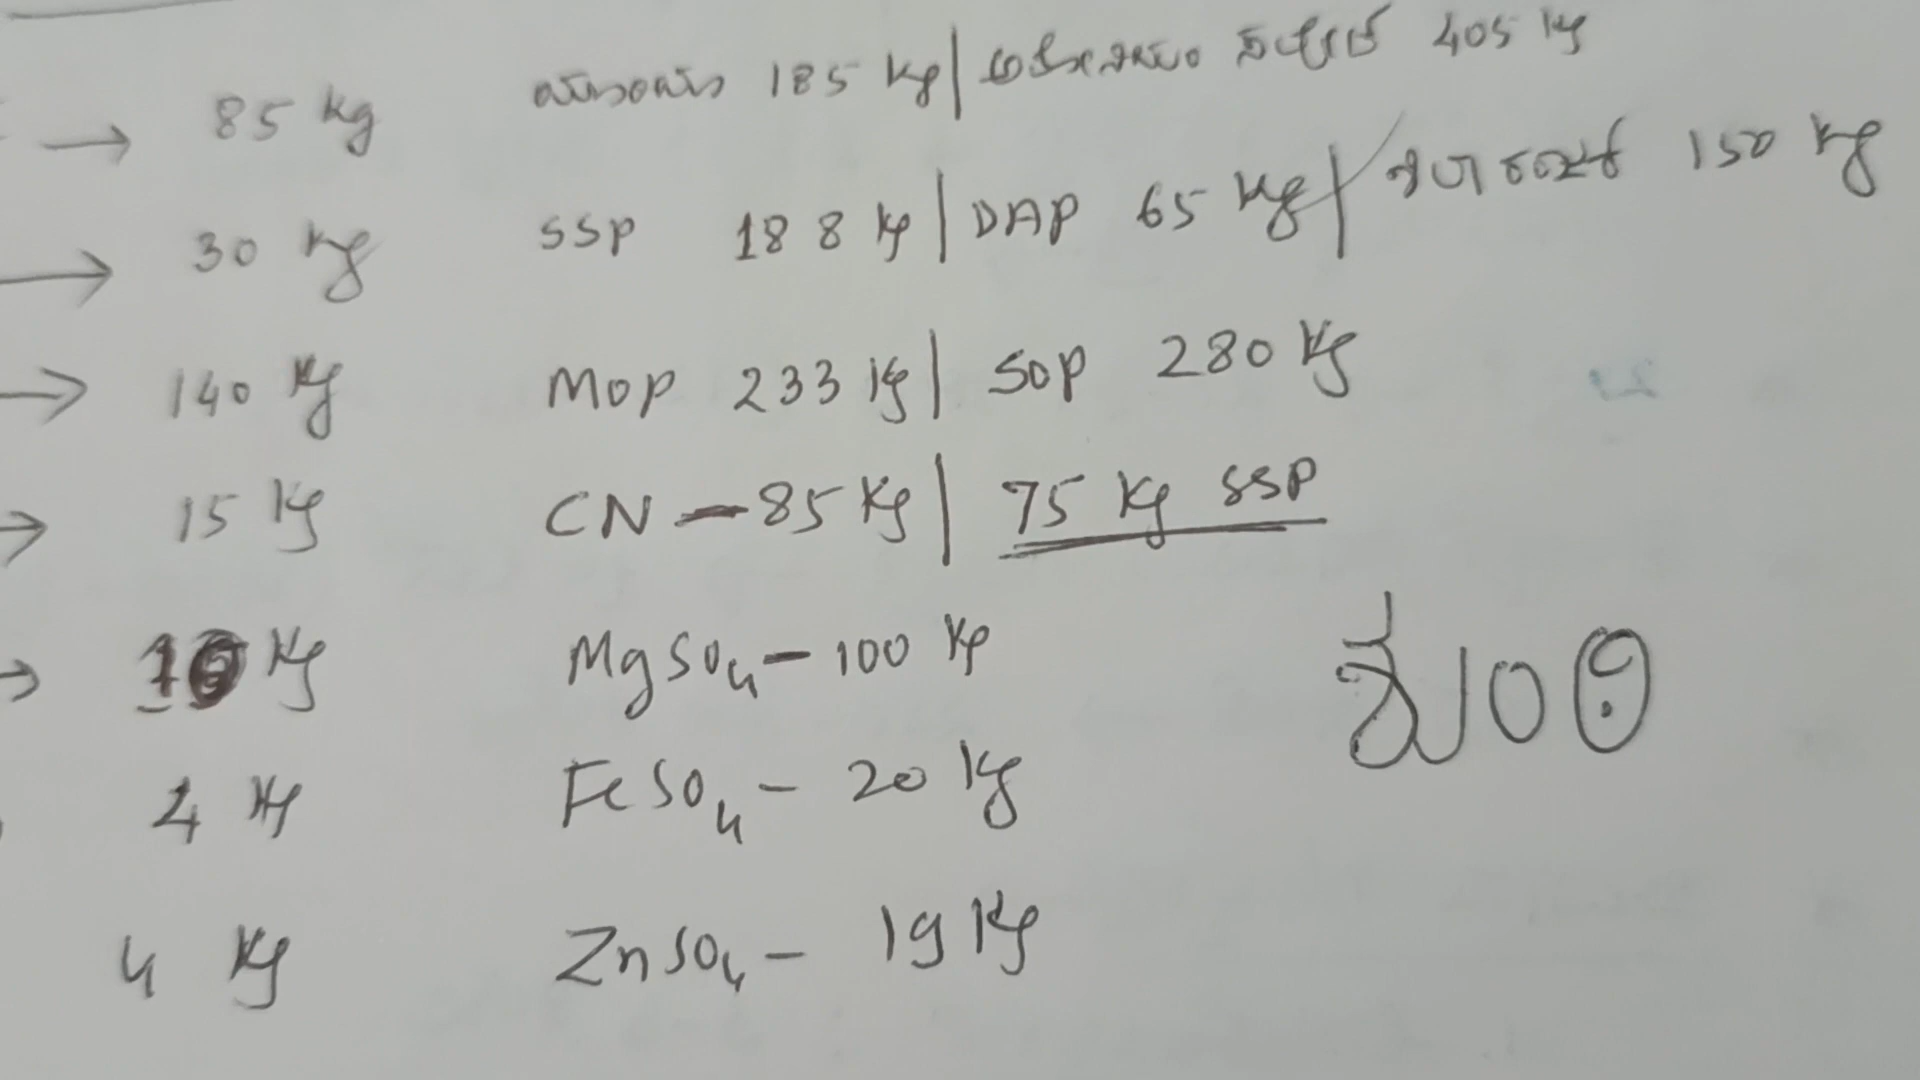 → 85 kg 185 kg | 405 kg
→ 30 kg SSP 188 kg | DAP 65 kg | 150 kg
→ 140 kg MOP 233 kg | SOP 280 kg
→ 15 kg CN – 85 kg | 75 kg SSP
→ 10 kg MgSO₄ – 100 kg
4 kg FeSO₄ – 20 kg
4 kg ZnSO₄ – 19 kg